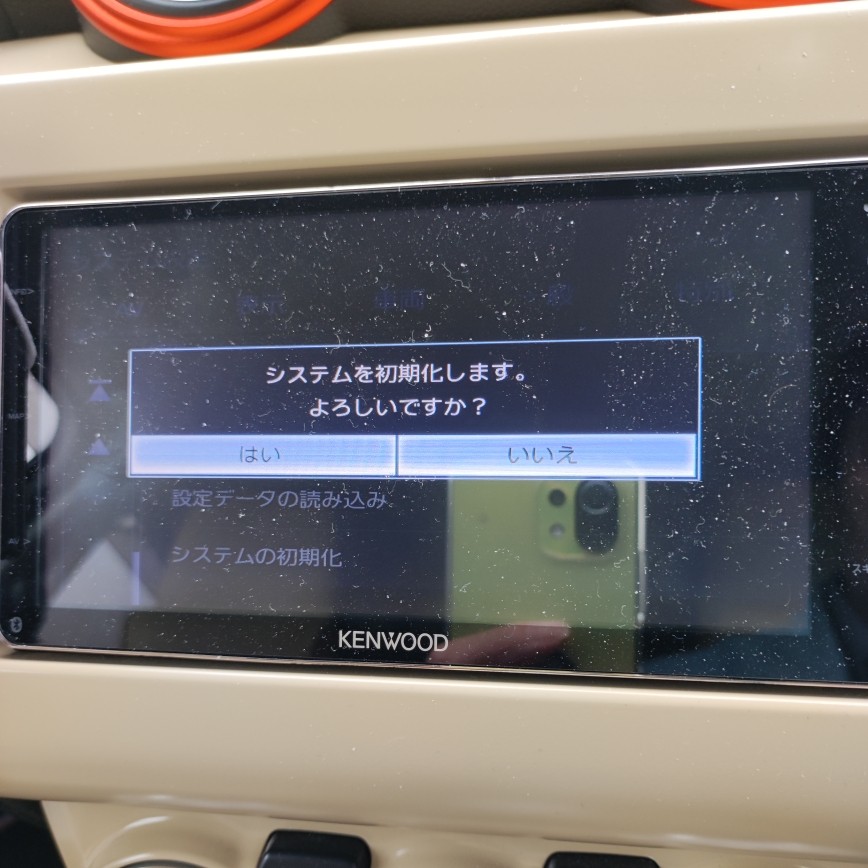 システムを初期化します。
よろしいですか?
はい
いいえ
設定データの読み込み
システムの初期化
KENWOOD